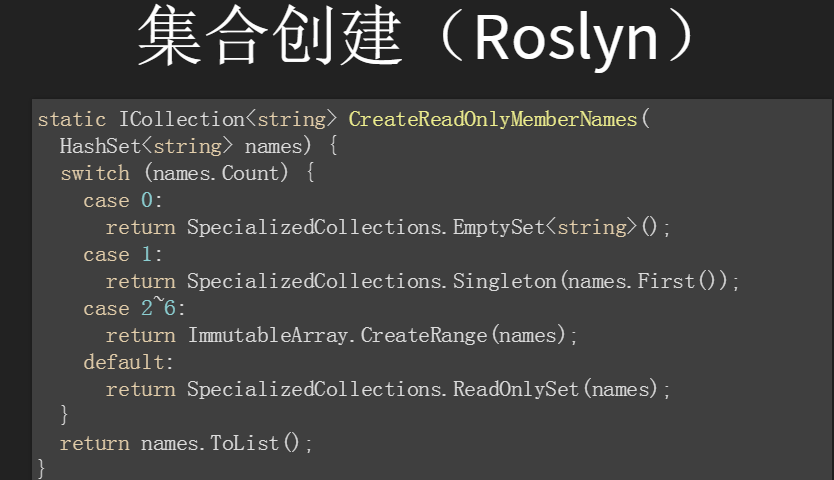 集合创建（Roslyn）
static ICollection<string> CreateReadOnlyMemberNames(
  HashSet<string> names) {
  switch (names.Count) {
    case 0:
      return SpecializedCollections.EmptySet<string>();
    case 1:
      return SpecializedCollections.Singleton(names.First());
    case 2~6:
      return ImmutableArray.CreateRange(names);
    default:
      return SpecializedCollections.ReadOnlySet(names);
  }
  return names.ToList();
}